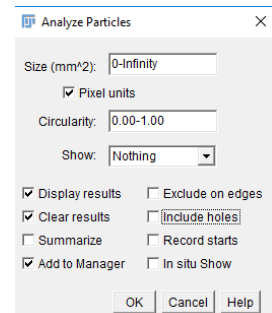 Analyze Particles
Size (mm^2): 0-Infinity
Pixel units
Circularity: 0.00-1.00
Show: Nothing
Display results Exclude on edges
Clear results Include holes
Summarize Record starts
Add to Manager In situ Show
OK Cancel Help